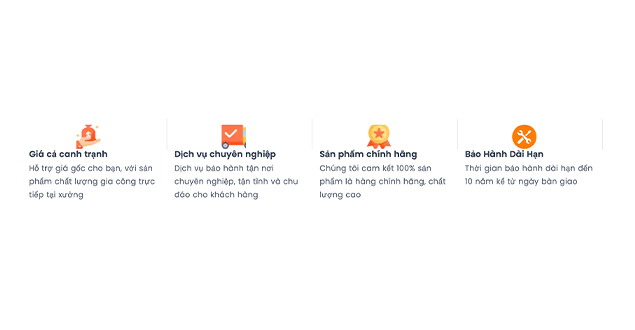 Giá cả cạnh tranh
Hỗ trợ giá gốc cho bạn, với sản
phẩm chất lượng gia công trực
tiếp tại xưởng
Dịch vụ chuyên nghiệp
Dịch vụ bảo hành tận nơi
chuyên nghiệp, tận tình và chu
đáo cho khách hàng
Sản phẩm chính hãng
Chúng tôi cam kết 100% sản
phẩm là hàng chính hãng, chất
lượng cao
Bảo Hành Dài Hạn
Thời gian bảo hành dài hạn đến
10 năm kể từ ngày bàn giao